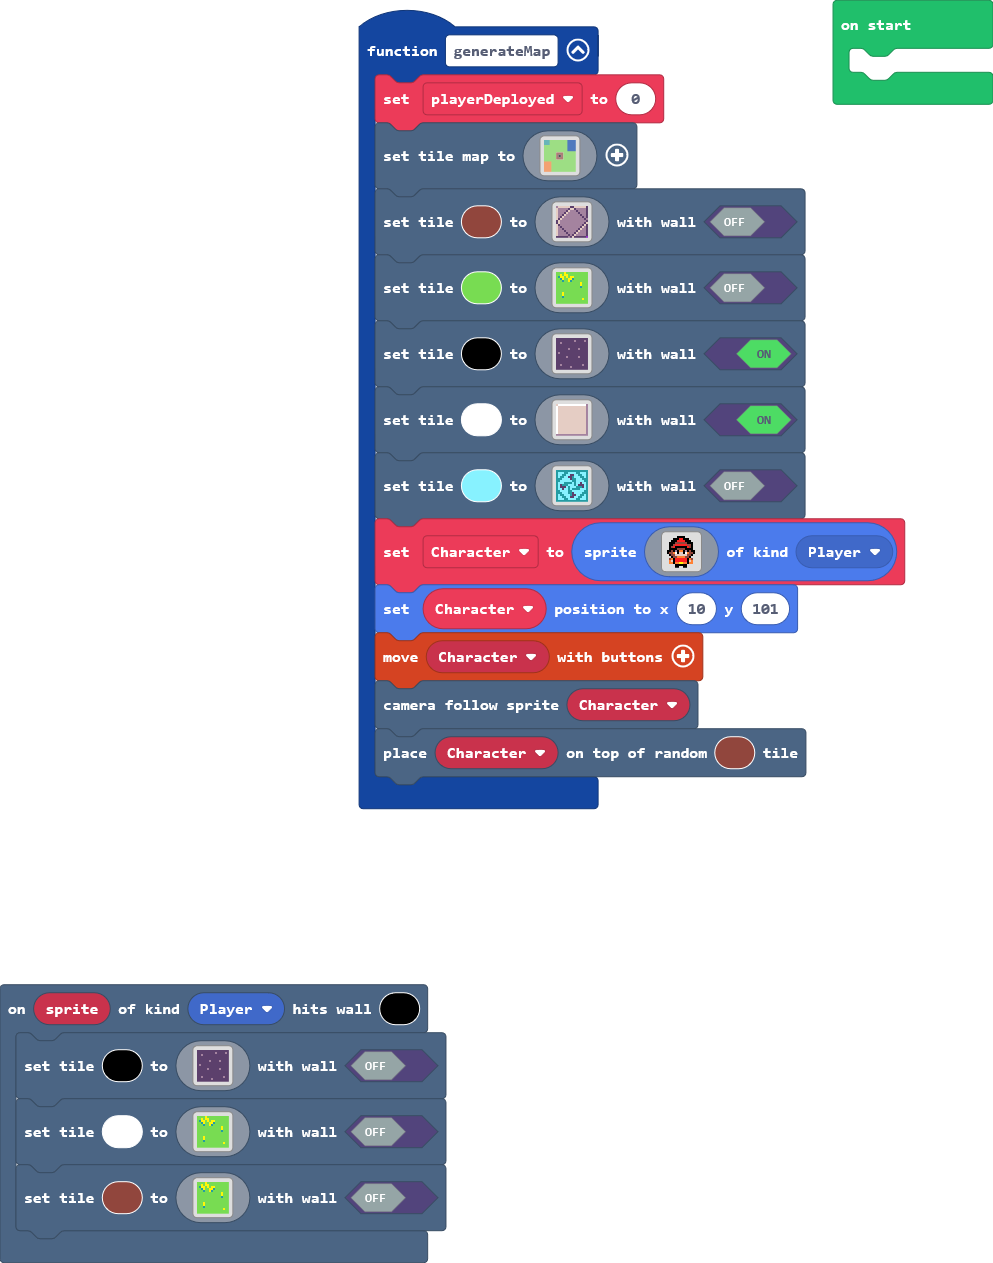 on start
function generateMap
set playerDeployed to 0
set tile map to
set tile to with wall OFF
set tile to with wall OFF
set tile to with wall ON
set tile to with wall ON
set tile to with wall OFF
set Character to sprite of kind Player
set Character position to x 10 y 101
move Character with buttons
camera follow sprite Character
place Character on top of random tile
on sprite of kind Player hits wall
set tile to with wall OFF
set tile to with wall OFF
set tile to with wall OFF